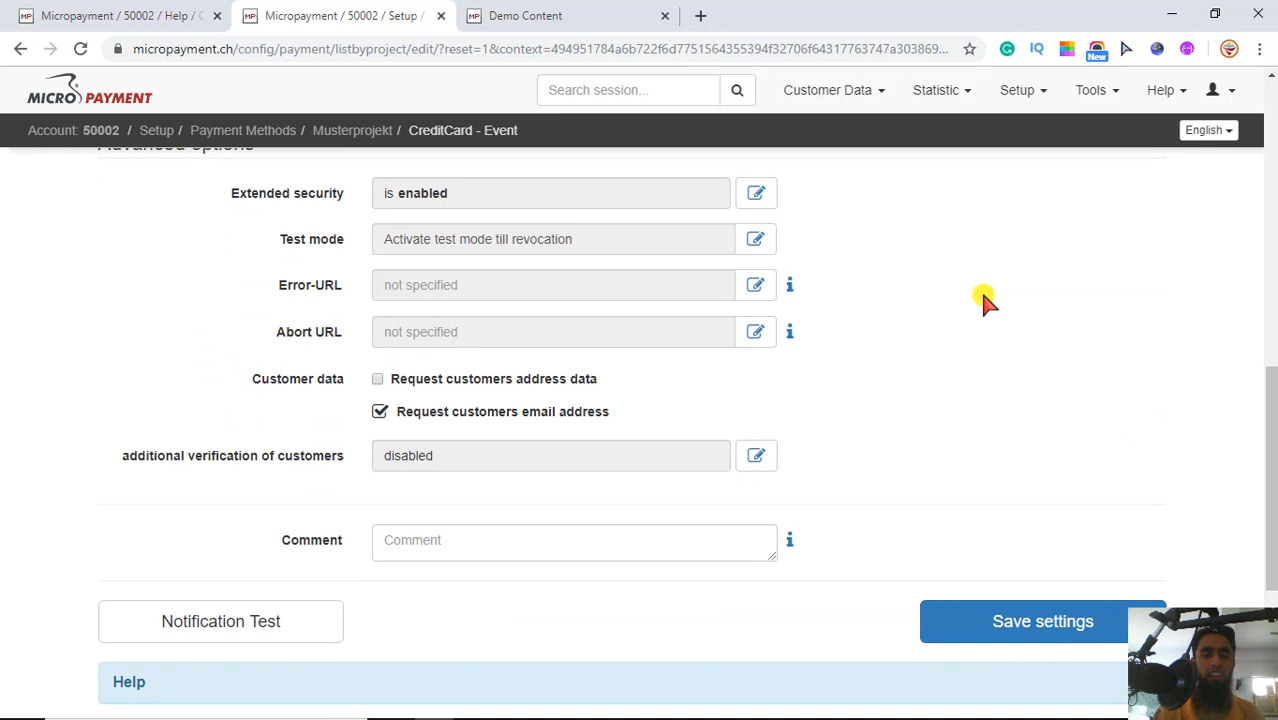 Micropayment / 50002 / Help / C
Micropayment / 50002 / Setup /
Demo Content
micropayment.ch/config/payment/listbyproject/edit/?reset=1&context=494951784a6b722f6d7751564355394f32706f64317763747a303869...
New
MICROPAYMENT
Search session...
Customer Data
Statistic
Setup
Tools
Help
Account: 50002 / Setup / Payment Methods / Musterprojekt / CreditCard - Event
English
Advanced options
Extended security
is enabled
Test mode
Activate test mode till revocation
Error-URL
not specified
Abort URL
not specified
Customer data
Request customers address data
Request customers email address
additional verification of customers
disabled
Comment
Comment
Notification Test
Save settings
Help